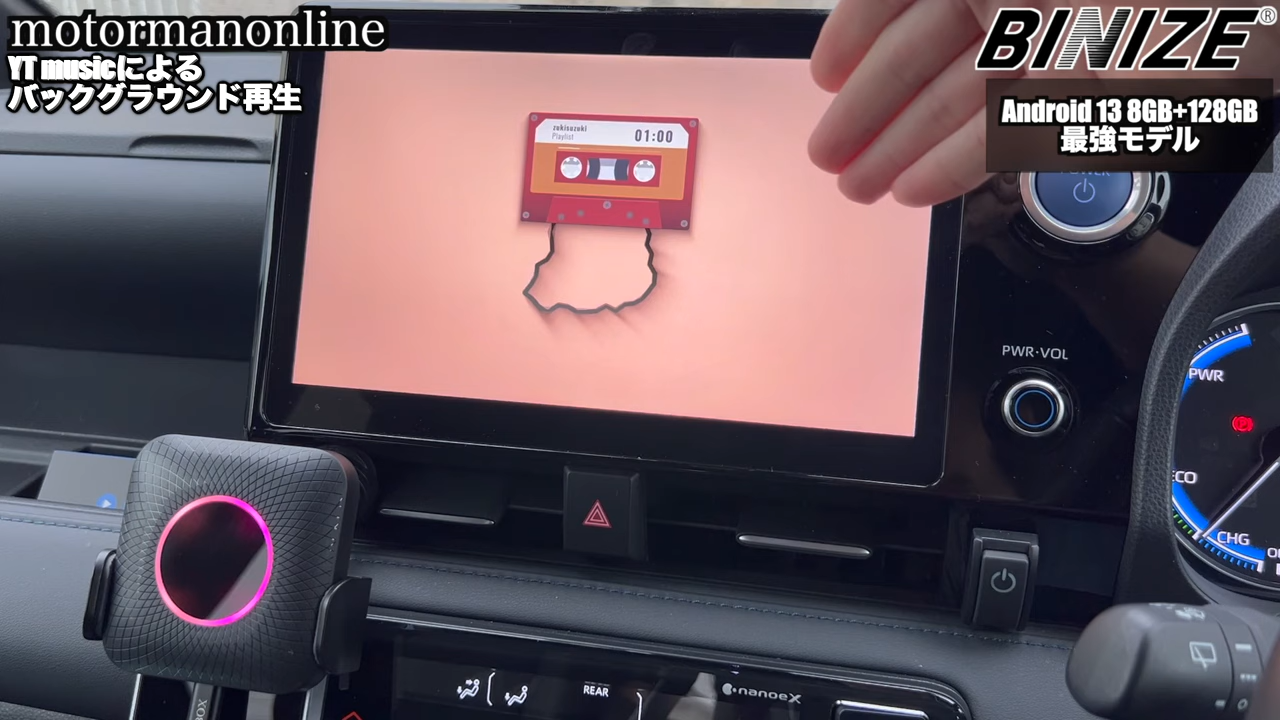 motormanonline
YT musicによる
バックグラウンド再生
BINIZE®
Android 13 8GB+128GB
最強モデル
zukisuzuki
Playlist
01:00
POWER
PWR·VOL
PWR
ECO
CHG
REAR
nanoeX